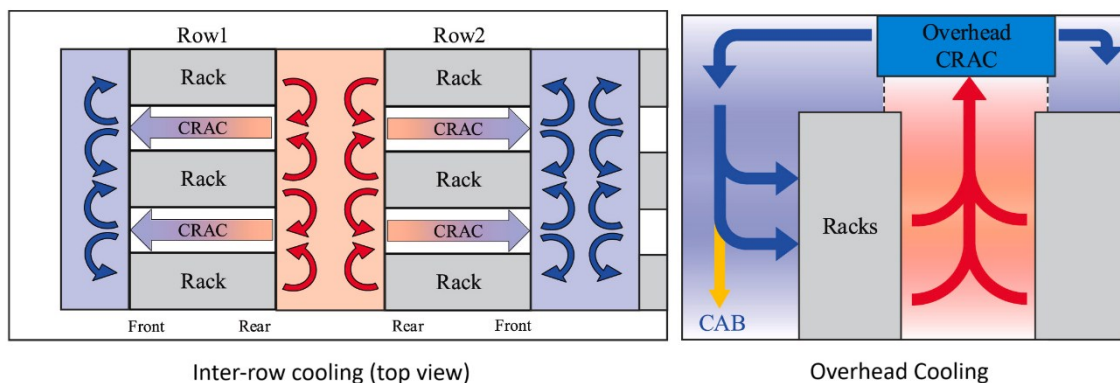 Row1
Row2
Rack
Rack
CRAC
CRAC
Rack
Rack
CRAC
CRAC
Rack
Rack
Front
Rear
Rear
Front
Inter-row cooling (top view)
Overhead
CRAC
Racks
CAB
Overhead Cooling